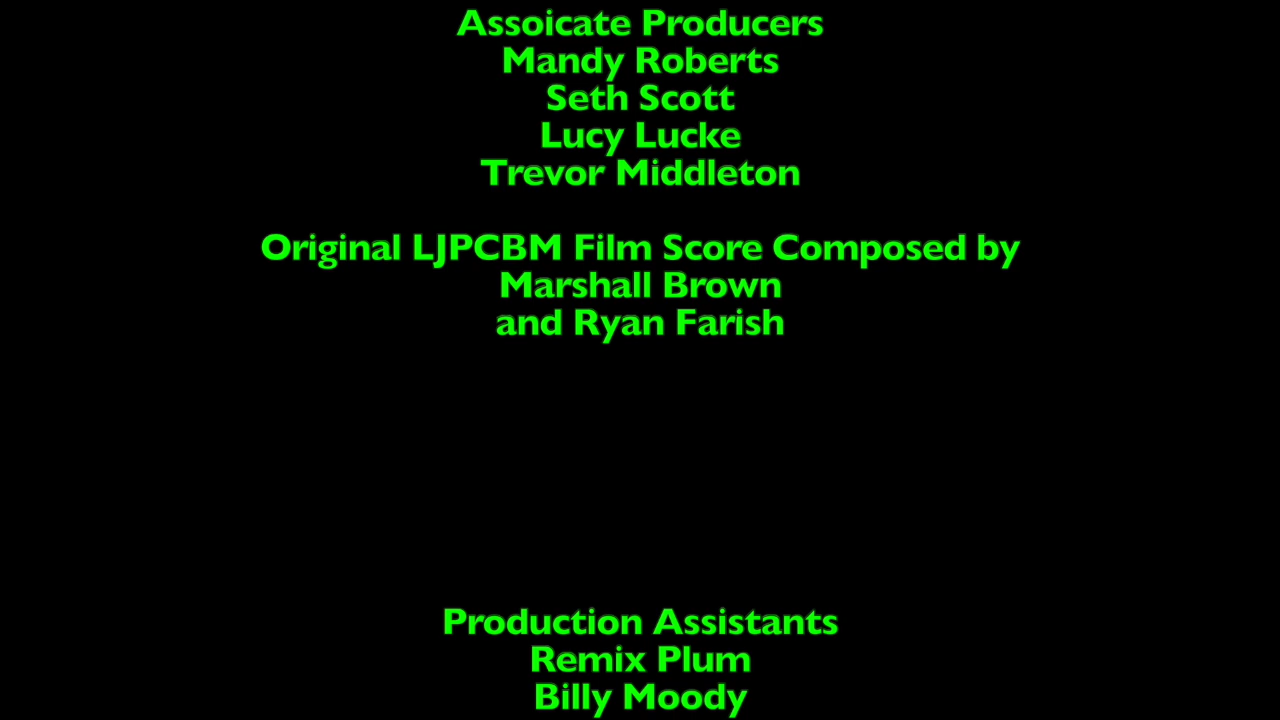 Assoicate Producers
Mandy Roberts
Seth Scott
Lucy Lucke
Trevor Middleton
Original LJPCBM Film Score Composed by
Marshall Brown
and Ryan Farish
Production Assistants
Remix Plum
Billy Moody